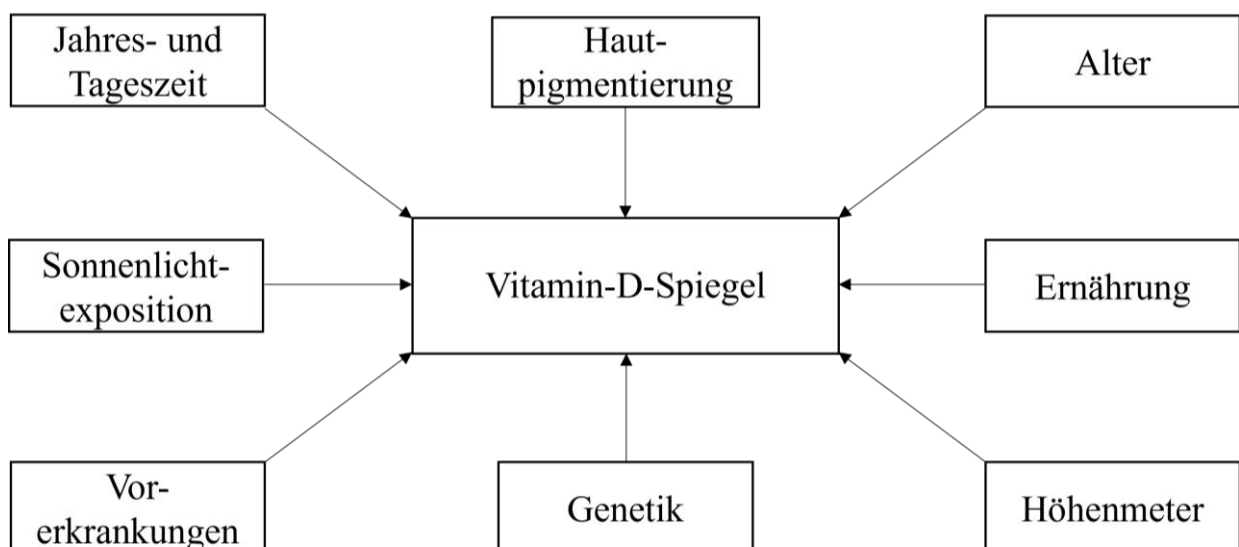 Jahres- und
Tageszeit
Haut-
pigmentierung
Alter
Sonnenlicht-
exposition
Vitamin-D-Spiegel
Ernährung
Vor-
erkrankungen
Genetik
Höhenmeter